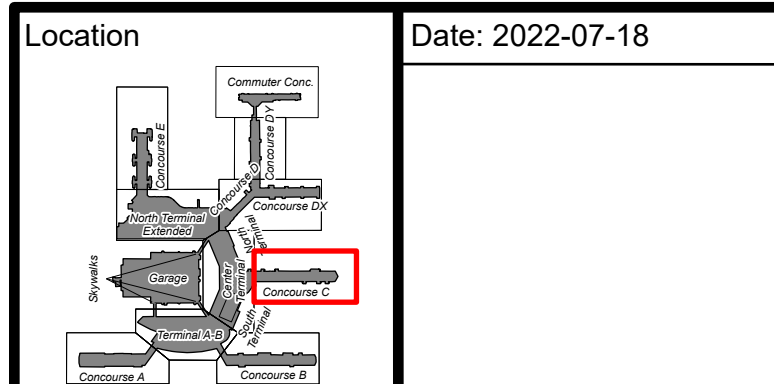 Location
Date: 2022-07-18
Commuter Conc.
Concourse E
Concourse DY
Concourse D
Concourse DX
North Terminal
Extended
North
Terminal
Skywalks
Garage
Center
Terminal
Concourse C
South
Terminal
Terminal A-B
Concourse A
Concourse B